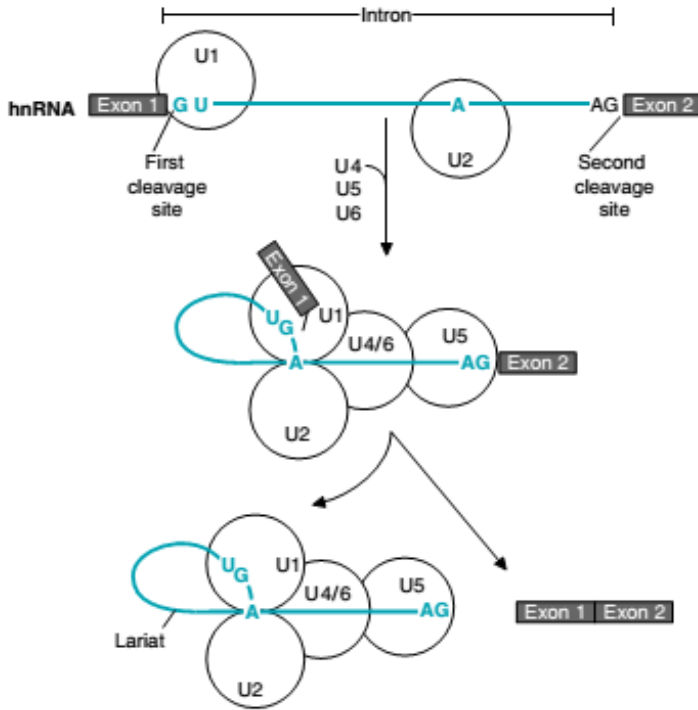 Intron
U1
hnRNA
Exon 1
G U
A
AG
Exon 2
First
cleavage
site
U2
Second
cleavage
site
U4
U5
U6
Exon 1
U
G
U1
U4/6
U5
A
AG
Exon 2
U2
U
G
U1
U4/6
U5
A
AG
Exon 1
Exon 2
Lariat
U2